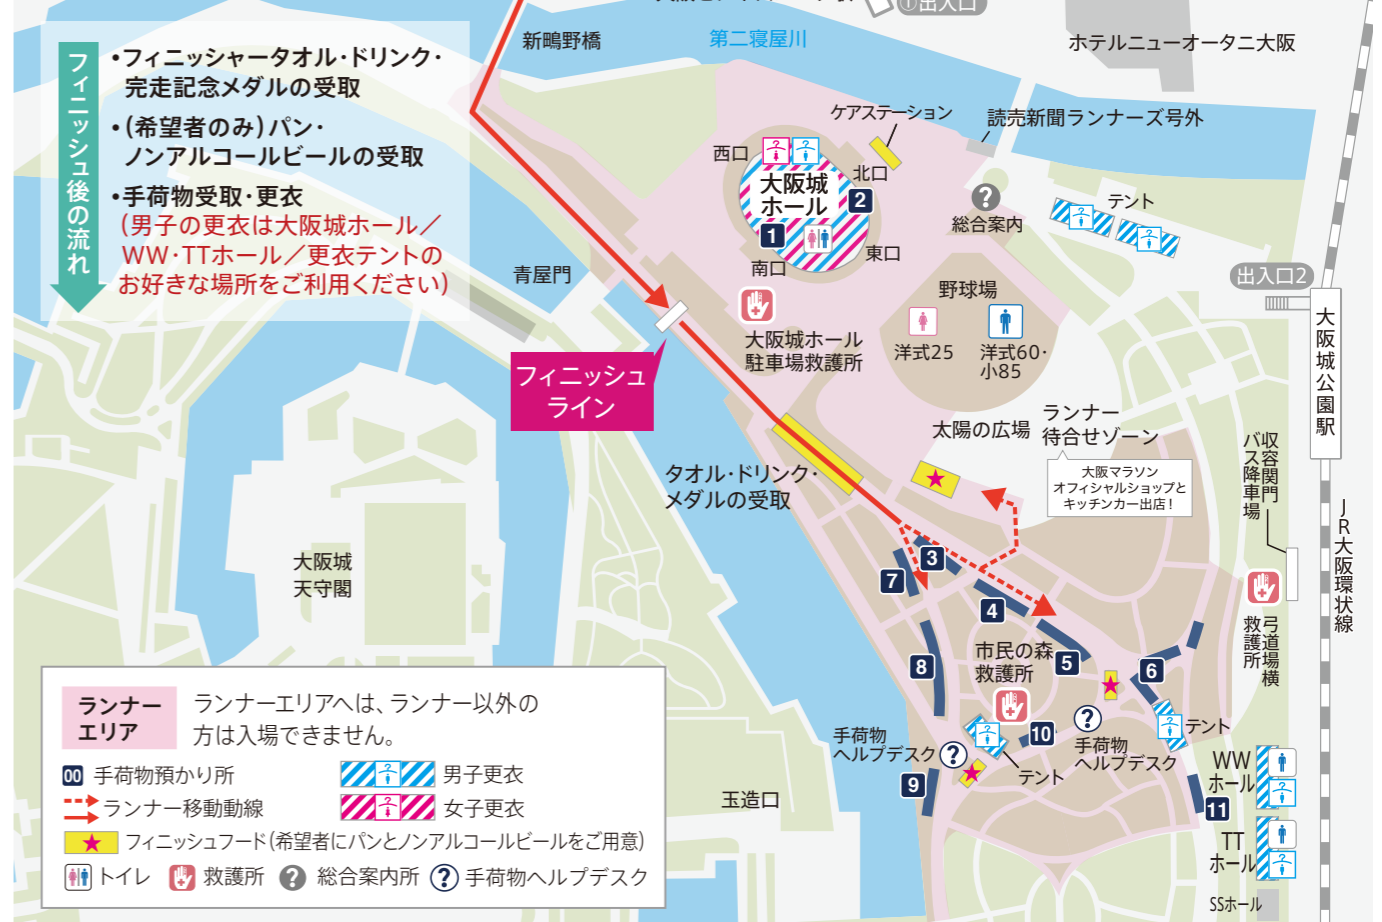 ①出入口
新鴫野橋
第二寝屋川
ホテルニューオータニ大阪
フィニッシュ後の流れ
•フィニッシャータオル・ドリンク・
完走記念メダルの受取
•(希望者のみ)パン・
ノンアルコールビールの受取
•手荷物受取・更衣
(男子の更衣は大阪城ホール／
WW・TTホール／更衣テントの
お好きな場所をご利用ください)
ケアステーション
読売新聞ランナーズ号外
西口
北口
大阪城
ホール
2
1
東口
南口
?
総合案内
テント
出入口2
大阪城公園駅
青屋門
野球場
洋式25
洋式60・
小85
大阪城ホール
駐車場救護所
フィニッシュ
ライン
太陽の広場
ランナー
待合せゾーン
大阪マラソン
オフィシャルショップと
キッチンカー出店！
タオル・ドリンク・
メダルの受取
収容関門
バス降車場
JR大阪環状線
大阪城
天守閣
3
7
4
5
6
8
市民の森
救護所
弓道場横
救護所
10
?
手荷物
ヘルプデスク
?
手荷物
ヘルプデスク
テント
テント
9
11
WW
ホール
TT
ホール
SSホール
玉造口
ランナー
エリア
ランナーエリアへは、ランナー以外の
方は入場できません。
00 手荷物預かり所
男子更衣
ランナー移動動線
女子更衣
フィニッシュフード(希望者にパンとノンアルコールビールをご用意)
トイレ
救護所
? 総合案内所
? 手荷物ヘルプデスク